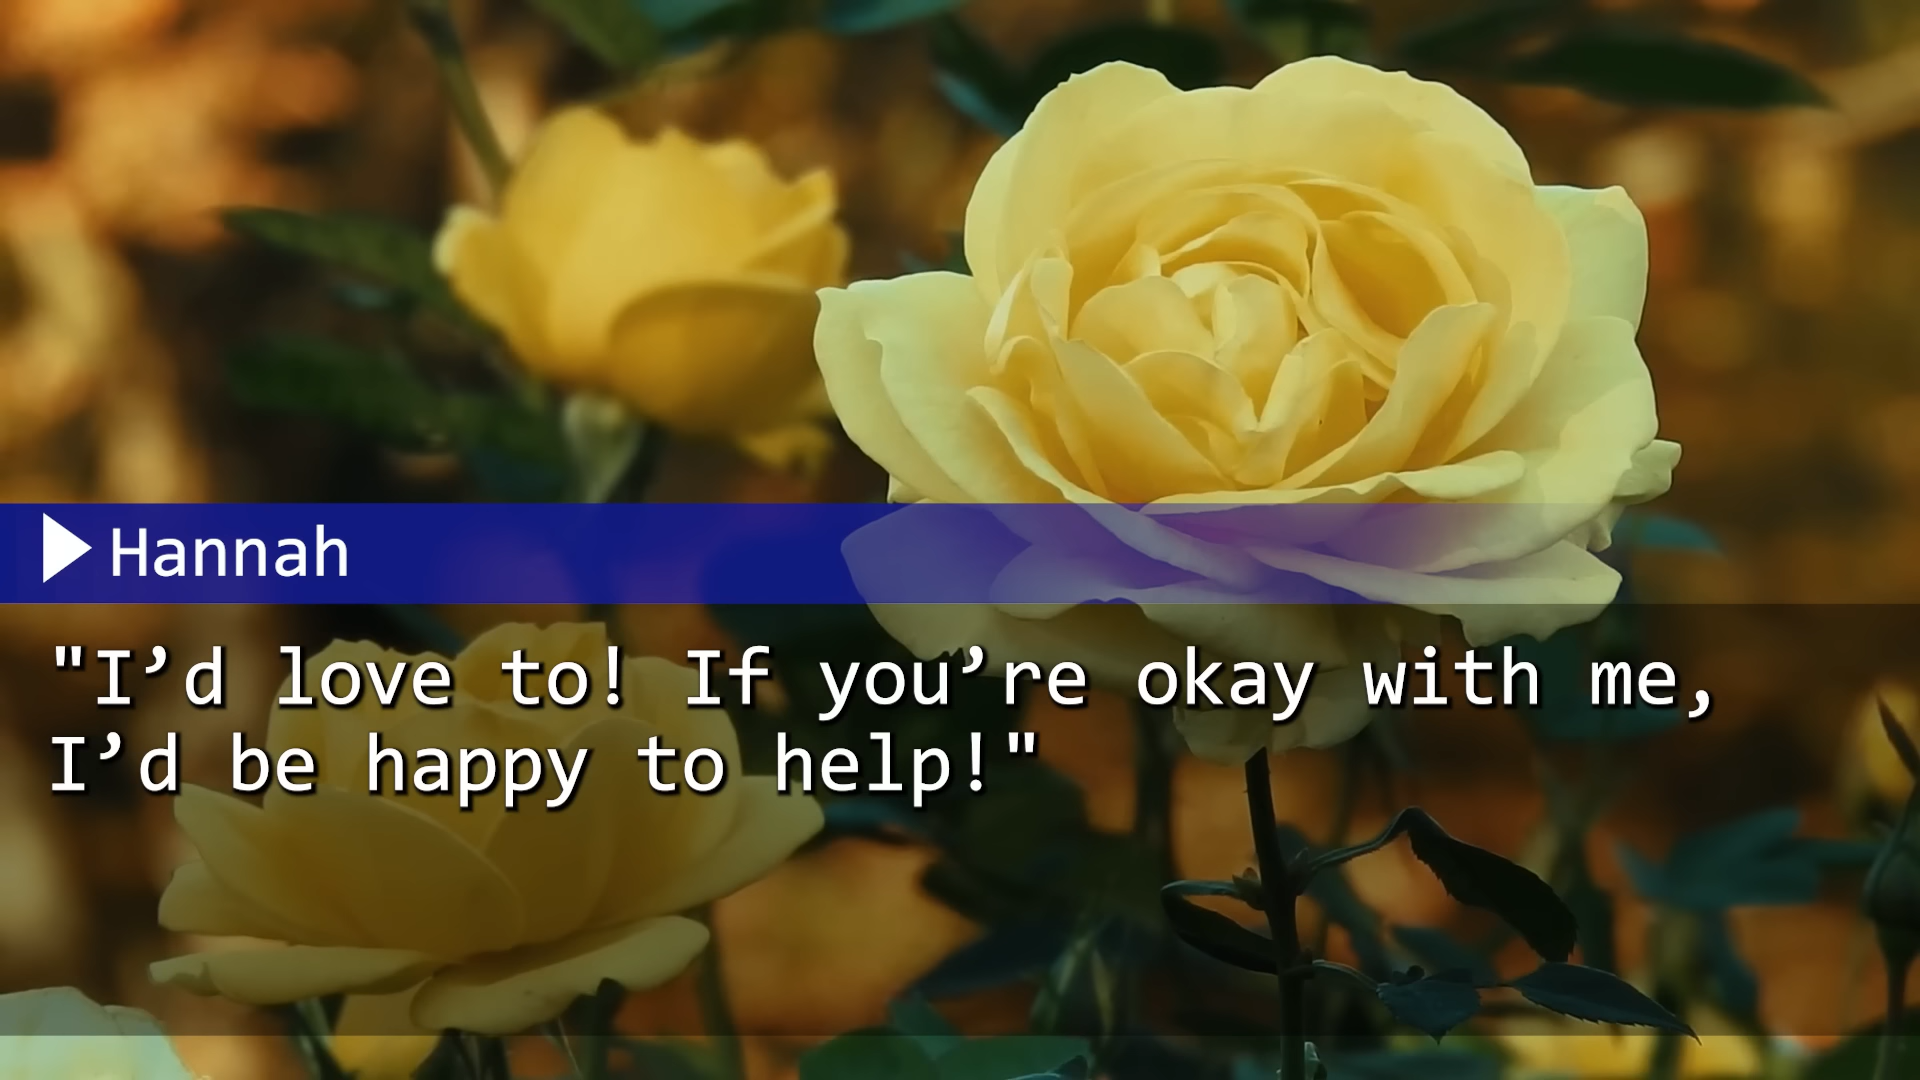 Hannah
"I’d love to! If you’re okay with me,
I’d be happy to help!"